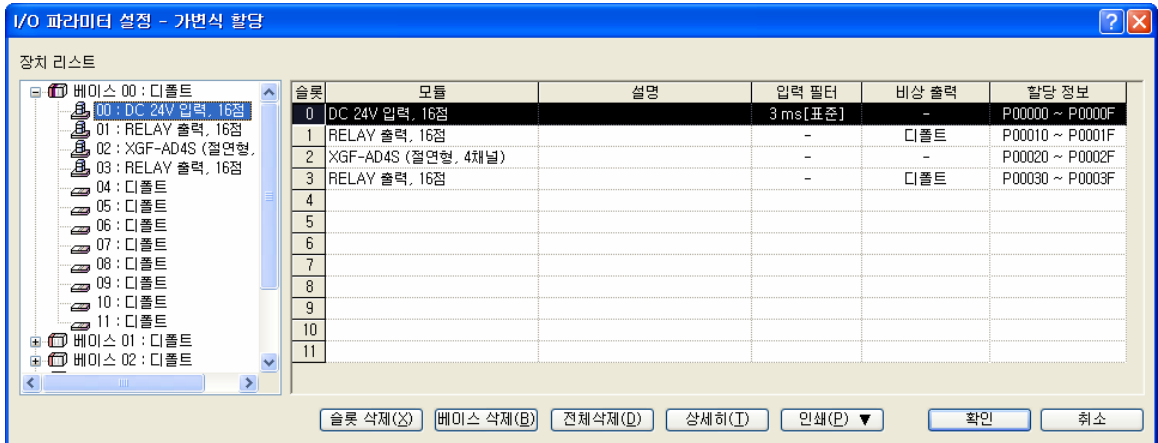 I/O 파라미터 설정 - 가변식 할당
장치 리스트
베이스 00 : 디폴트
00 : DC 24V 입력, 16점
01 : RELAY 출력, 16점
02 : XGF-AD4S (절연형,
03 : RELAY 출력, 16점
04 : 디폴트
05 : 디폴트
06 : 디폴트
07 : 디폴트
08 : 디폴트
09 : 디폴트
10 : 디폴트
11 : 디폴트
베이스 01 : 디폴트
베이스 02 : 디폴트
슬롯 모듈 설명 입력 필터 비상 출력 할당 정보
0 DC 24V 입력, 16점 3 ms[표준] - P00000 ~ P0000F
1 RELAY 출력, 16점 - 디폴트 P00010 ~ P0001F
2 XGF-AD4S (절연형, 4채널) - - P00020 ~ P0002F
3 RELAY 출력, 16점 - 디폴트 P00030 ~ P0003F
4
5
6
7
8
9
10
11
슬롯 삭제(X) 베이스 삭제(B) 전체삭제(D) 상세히(T) 인쇄(P) ▼ 확인 취소